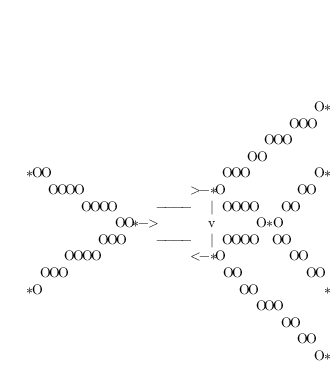 O*
OOO
OOO
OO
*OO >-*O OOO O*
OOOO OO
OOOO ---- | OOOO OO
OO*-> v O*O
OOO ---- | OOOO OO
OOOO <-*O OO
OOO OO OO
*O OO *
OOO
OO
OO
O*